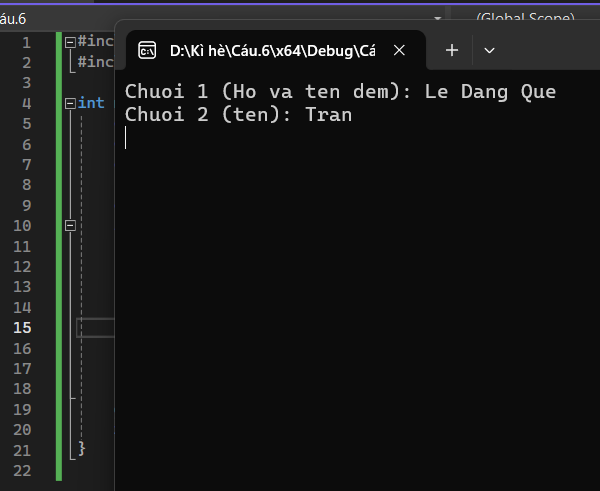 áu.6
(Global Scope)
D:\Kì hè\Cáu.6\x64\Debug\Cá
Chuoi 1 (Ho va ten dem): Le Dang Que
Chuoi 2 (ten): Tran
1 #inc
2 #inc
3
4 int
5
6
7
8
9
10
11
12
13
14
15
16
17
18
19
20
21 }
22